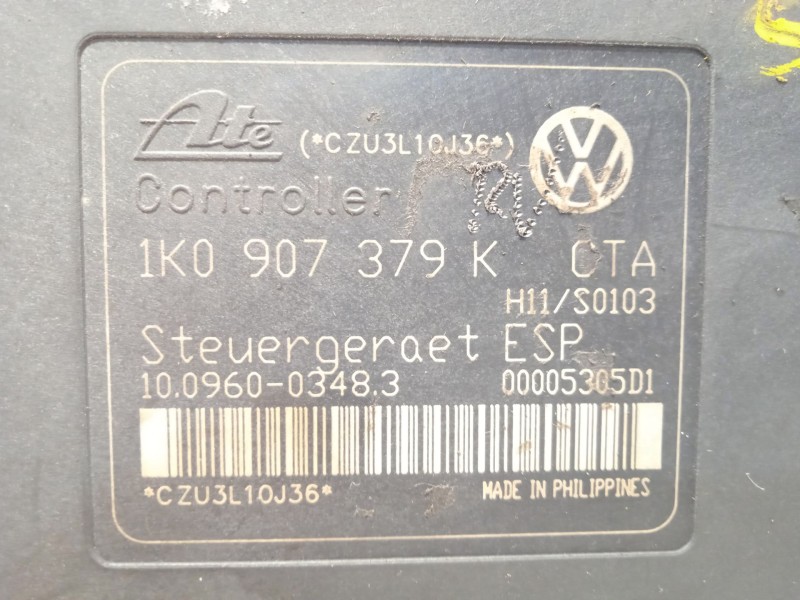 Ate (*CZU3L10J36*)
Controller
1K0 907 379 K OTA
H11/S0103
Steuergeraet ESP
10.0960-0348.3 00005305D1
*CZU3L10J36* MADE IN PHILIPPINES